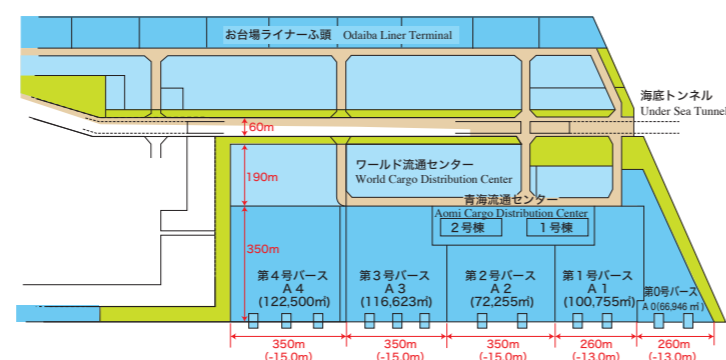 お台場ライナーふ頭 Odaiba Liner Terminal
海底トンネル
Under Sea Tunnel
60m
ワールド流通センター
World Cargo Distribution Center
190m
青海流通センター
Aomi Cargo Distribution Center
2号棟 1号棟
350m
第4号バース
A 4
(122,500㎡)
第3号バース
A 3
(116,623㎡)
第2号バース
A 2
(72,255㎡)
第1号バース
A 1
(100,755㎡)
第0号バース
A 0(66,946㎡)
350m 350m 350m 260m 260m
(-15.0m) (-15.0m) (-15.0m) (-13.0m) (-13.0m)